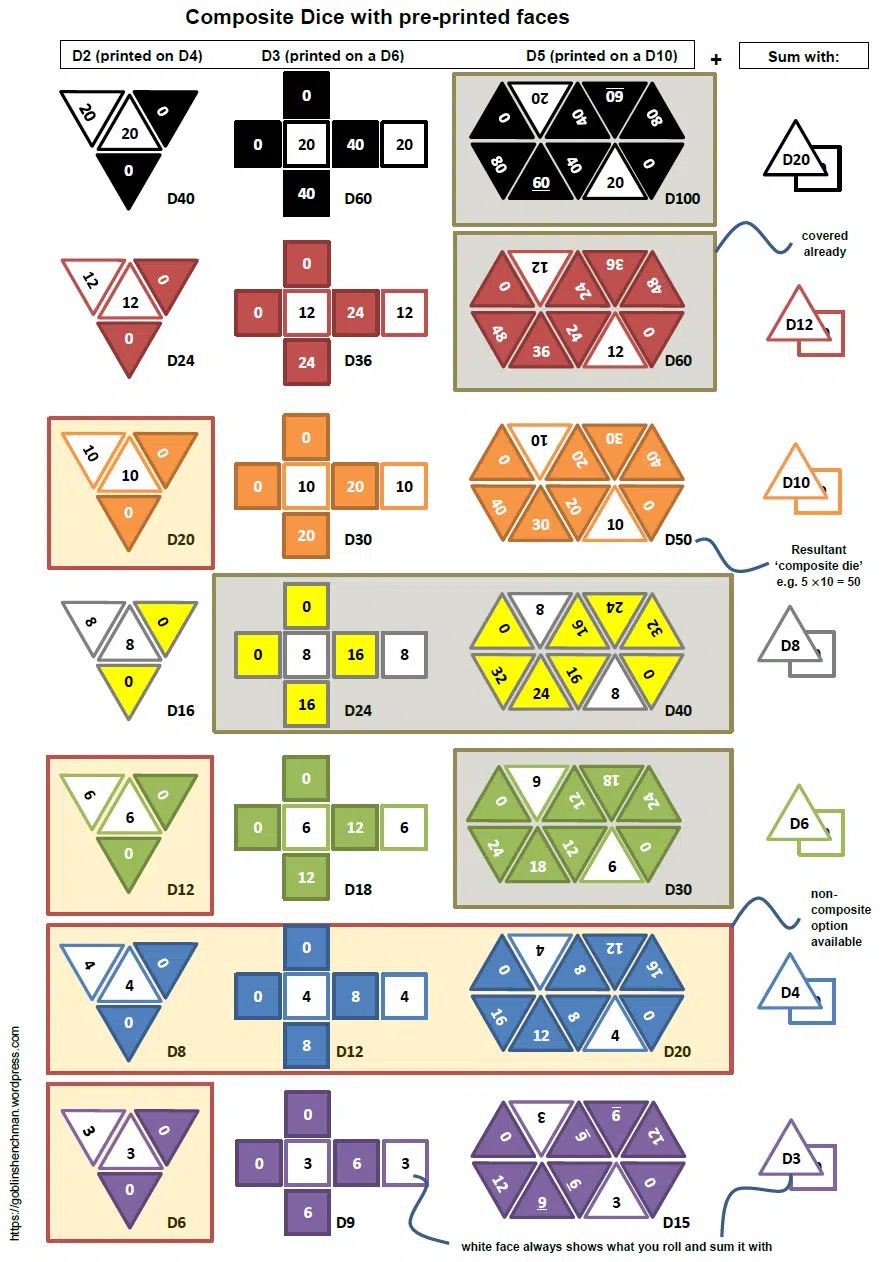 Composite Dice with pre-printed faces
D2 (printed on D4) D3 (printed on a D6) D5 (printed on a D10) + Sum with:
20 20 0 0 D40
0 0 20 40 20 40 D60
0 20 40 60 80 80 60 40 20 0 D100
D20
covered
already
12 12 0 0 D24
0 0 12 24 12 24 D36
0 12 24 36 48 48 36 24 12 0 D60
D12
10 10 0 0 D20
0 0 10 20 10 20 D30
0 10 20 30 40 40 30 20 10 0 D50
D10
Resultant
‘composite die’
e.g. 5 ×10 = 50
8 8 0 0 D16
0 0 8 16 8 16 D24
0 8 16 24 32 32 24 16 8 0 D40
D8
6 6 0 0 D12
0 0 6 12 6 12 D18
0 6 12 18 24 24 18 12 6 0 D30
D6
non-
composite
option
available
4 4 0 0 D8
0 0 4 8 4 8 D12
0 4 8 12 16 16 12 8 4 0 D20
D4
3 3 0 0 D6
0 0 3 6 3 6 D9
0 3 6 9 12 12 9 6 3 0 D15
D3
white face always shows what you roll and sum it with
https://goblinshenchman.wordpress.com